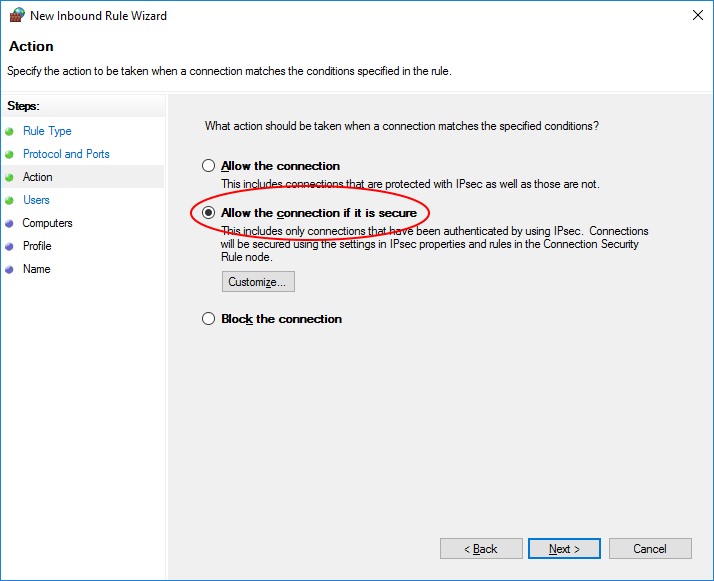 New Inbound Rule Wizard
Action
Specify the action to be taken when a connection matches the conditions specified in the rule.
Steps:
Rule Type
Protocol and Ports
Action
Users
Computers
Profile
Name
What action should be taken when a connection matches the specified conditions?
Allow the connection
This includes connections that are protected with IPsec as well as those are not.
Allow the connection if it is secure
This includes only connections that have been authenticated by using IPsec. Connections
will be secured using the settings in IPsec properties and rules in the Connection Security
Rule node.
Customize...
Block the connection
< Back
Next >
Cancel